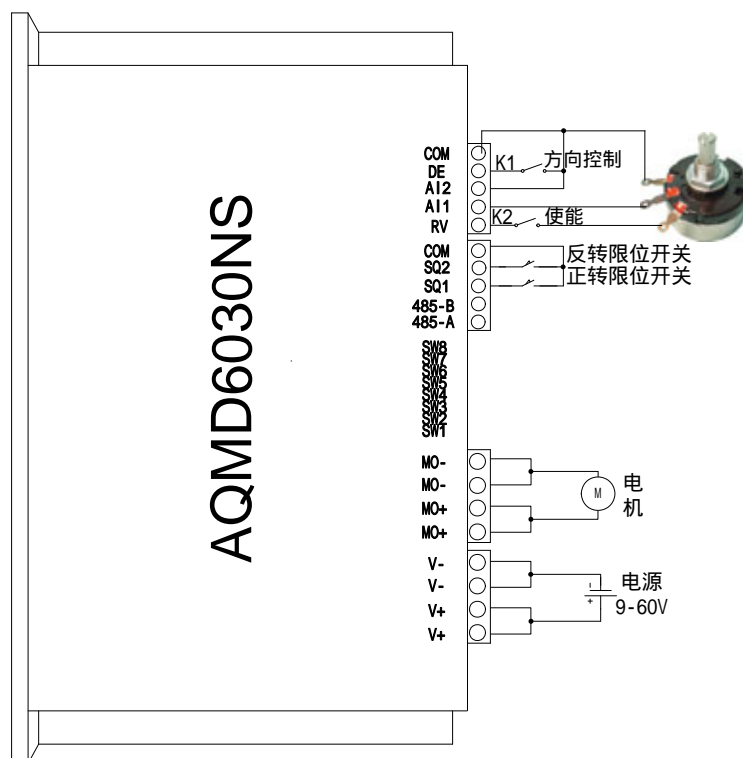 AQMD6030NS
COM
DE
K1
方向控制
AI2
AI1
RV
K2
使能
COM
反转限位开关
SQ2
正转限位开关
SQ1
485-B
485-A
SW8
SW7
SW6
SW5
SW4
SW3
SW2
SW1
MO-
MO-
MO+
MO+
M
电机
V-
V-
V+
V+
-
+
电源
9-60V